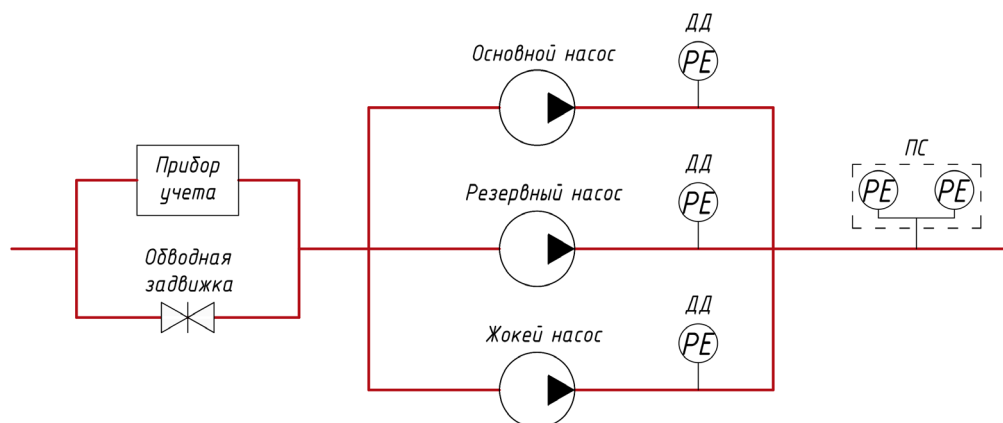 ДД
Основной насос
PE
ПС
Прибор
учета
ДД
Резервный насос
PE
PE
PE
Обводная
задвижка
ДД
Жокей насос
PE